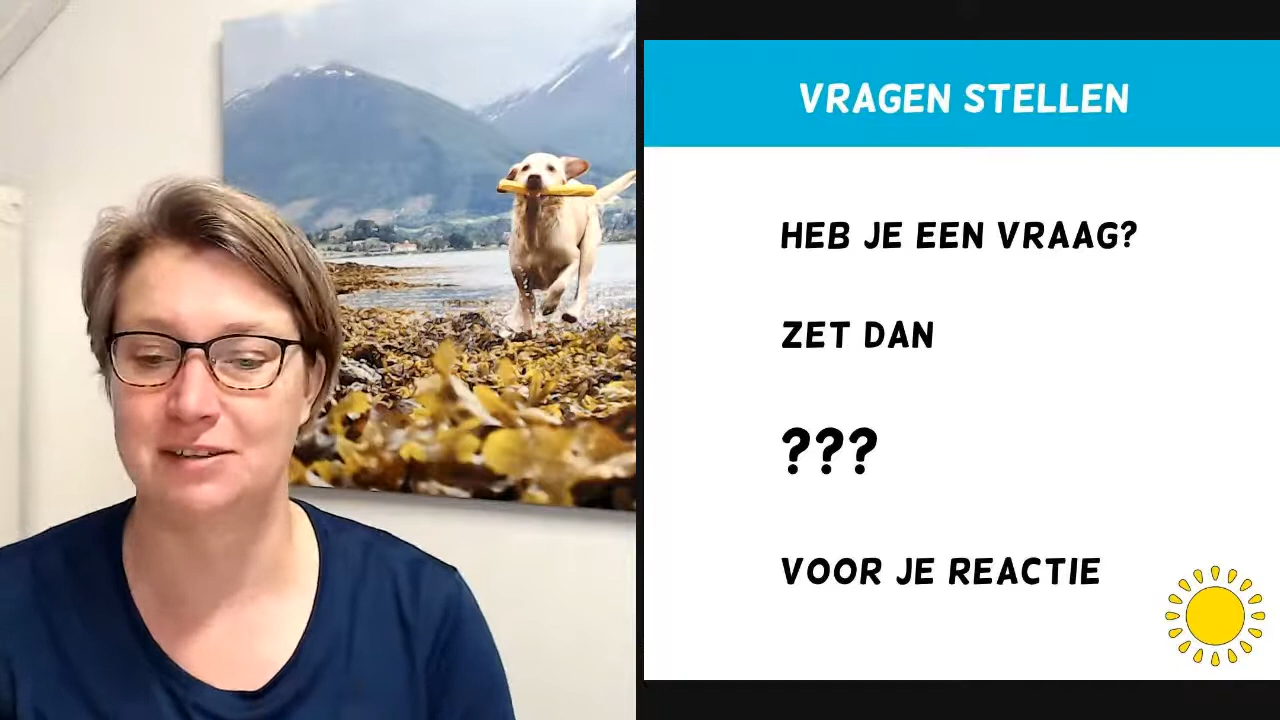 VRAGEN STELLEN
HEB JE EEN VRAAG?
ZET DAN
???
VOOR JE REACTIE